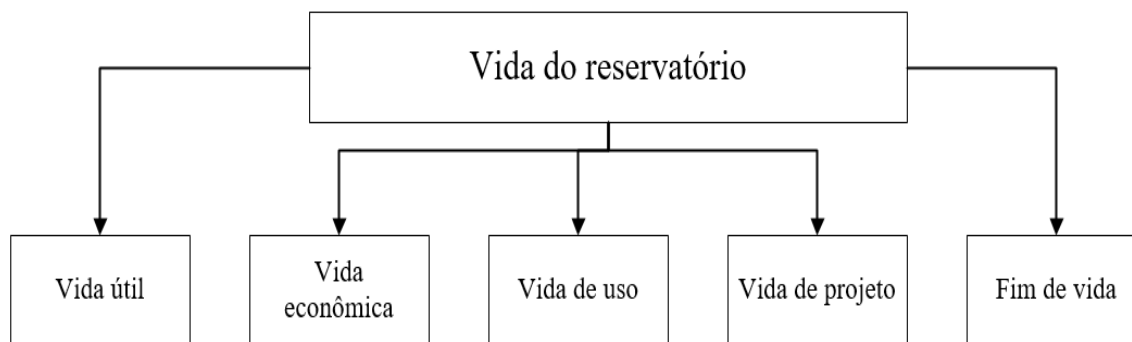 Vida do reservatório
Vida útil
Vida
econômica
Vida de uso
Vida de projeto
Fim de vida